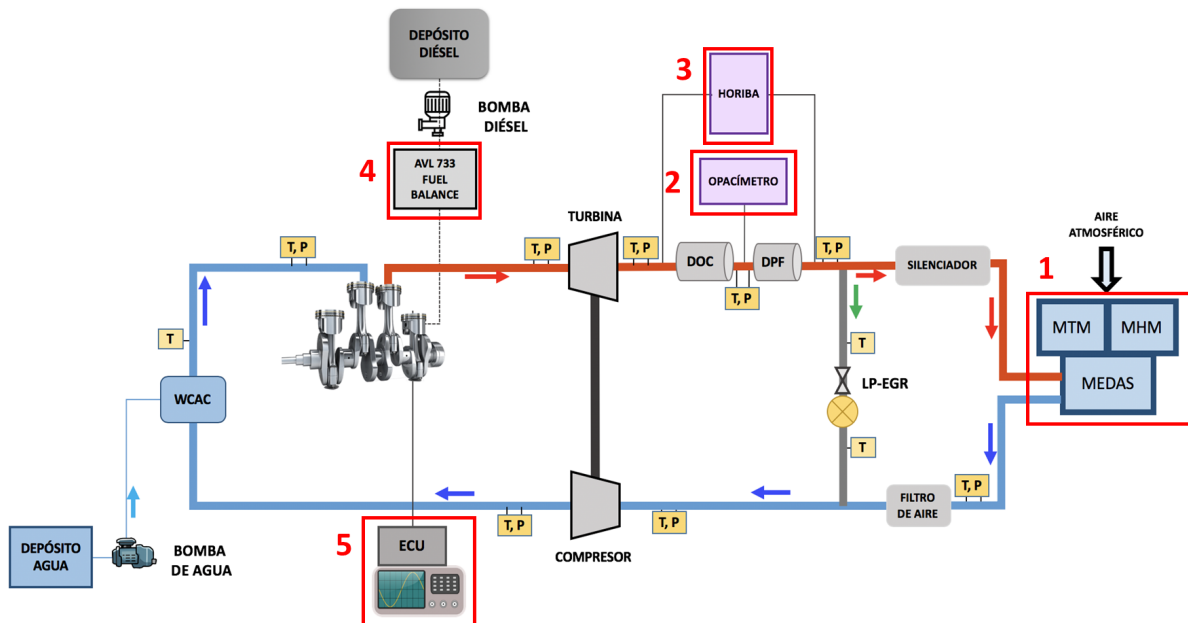 DEPÓSITO
DIÉSEL
BOMBA
DIÉSEL
4
AVL 733
FUEL
BALANCE
3
HORIBA
2
OPACÍMETRO
TURBINA
T, P
T, P
T, P
DOC
DPF
T, P
T, P
SILENCIADOR
AIRE
ATMOSFÉRICO
1
MTM
MHM
MEDAS
T
WCAC
T
LP-EGR
T
DEPÓSITO
AGUA
BOMBA
DE AGUA
5
ECU
T, P
COMPRESOR
T, P
FILTRO
DE AIRE
T, P